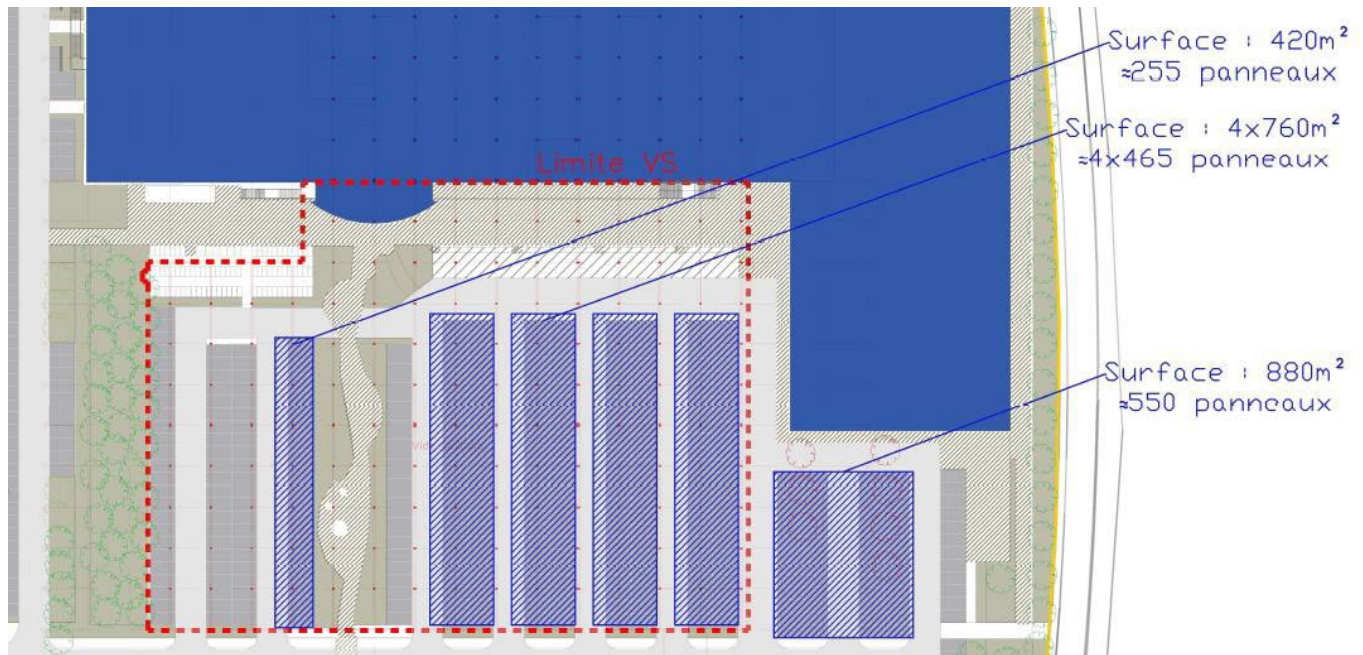 Surface : 420m²
≈255 panneaux
Surface : 4x760m²
≈4x465 panneaux
Limite VS
Surface : 880m²
≈550 panneaux